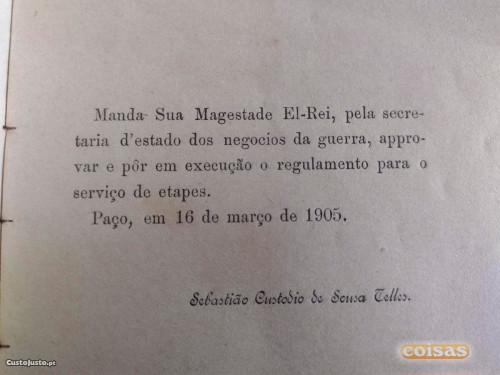 Manda Sua Magestade El-Rei, pela secre-
taria d'estado dos negocios da guerra, appro-
var e pôr em execução o regulamento para o
serviço de etapes.
Paço, em 16 de março de 1905.
Sebastião Custodio de Sousa Telles.
CustoJusto.pt
coisas